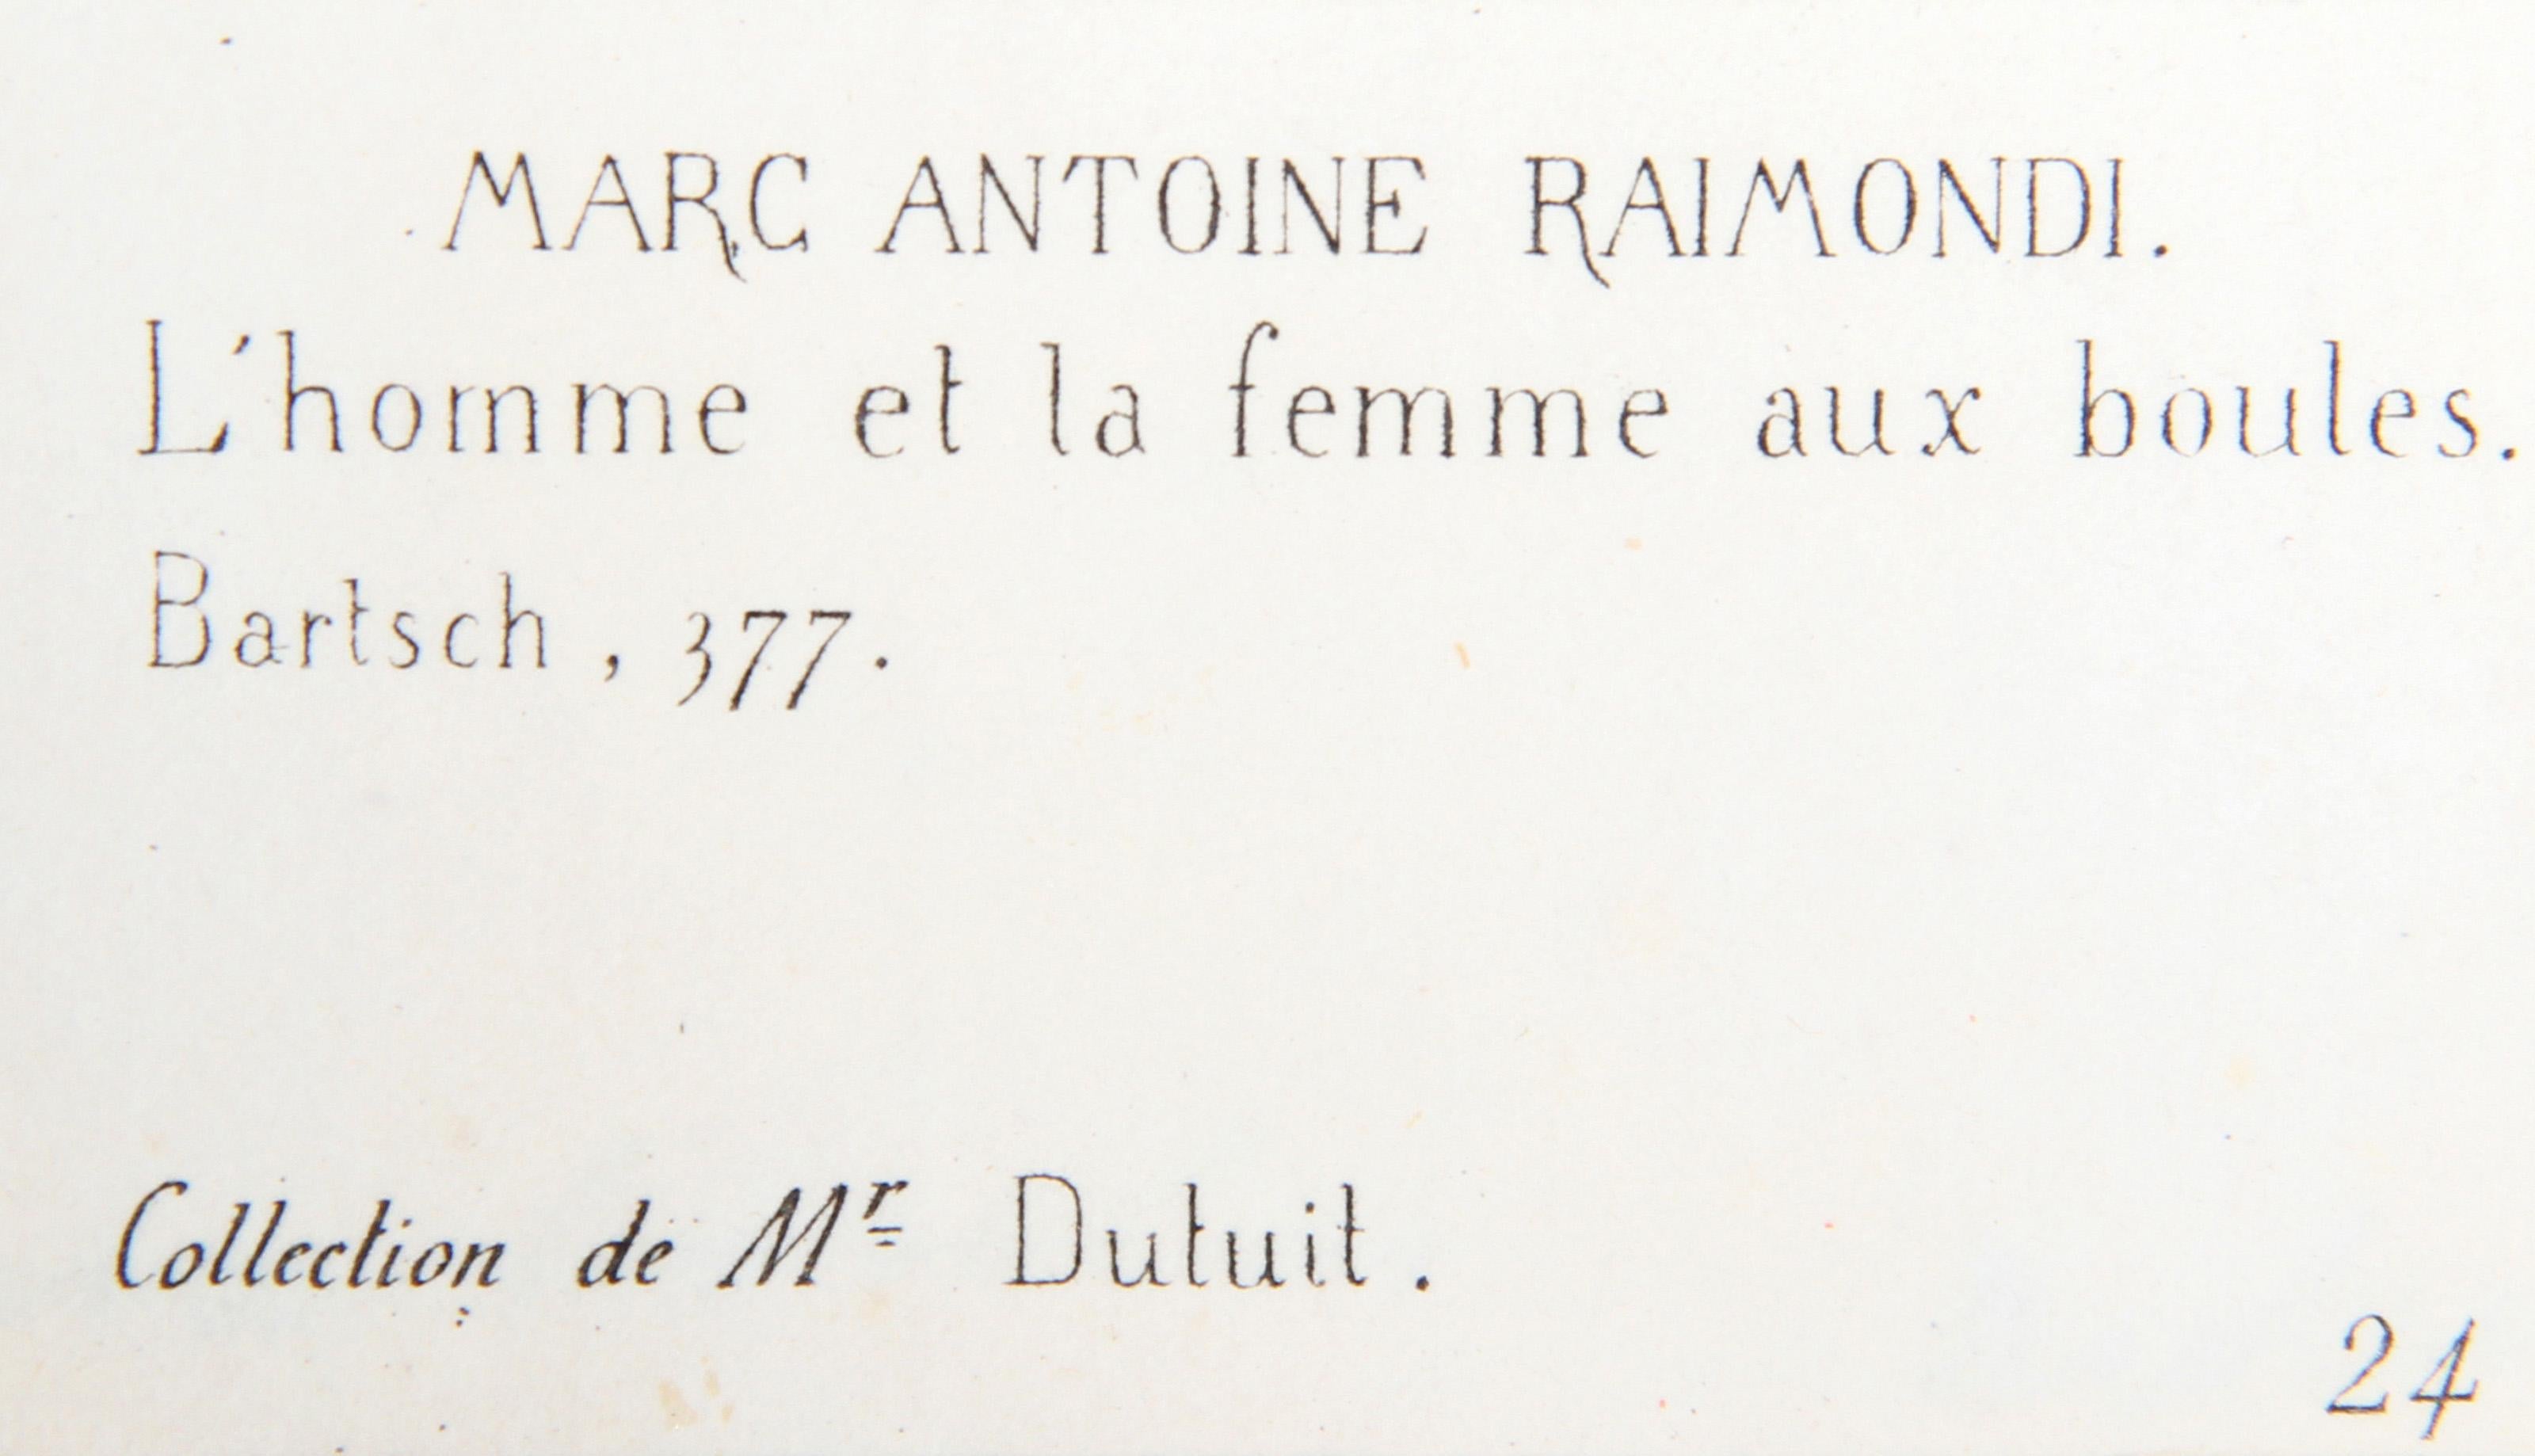 MARC ANTOINE RAIMONDI.
L'homme et la femme aux boules.
Bartsch, 377.
Collection de Mr Dutuit.
24